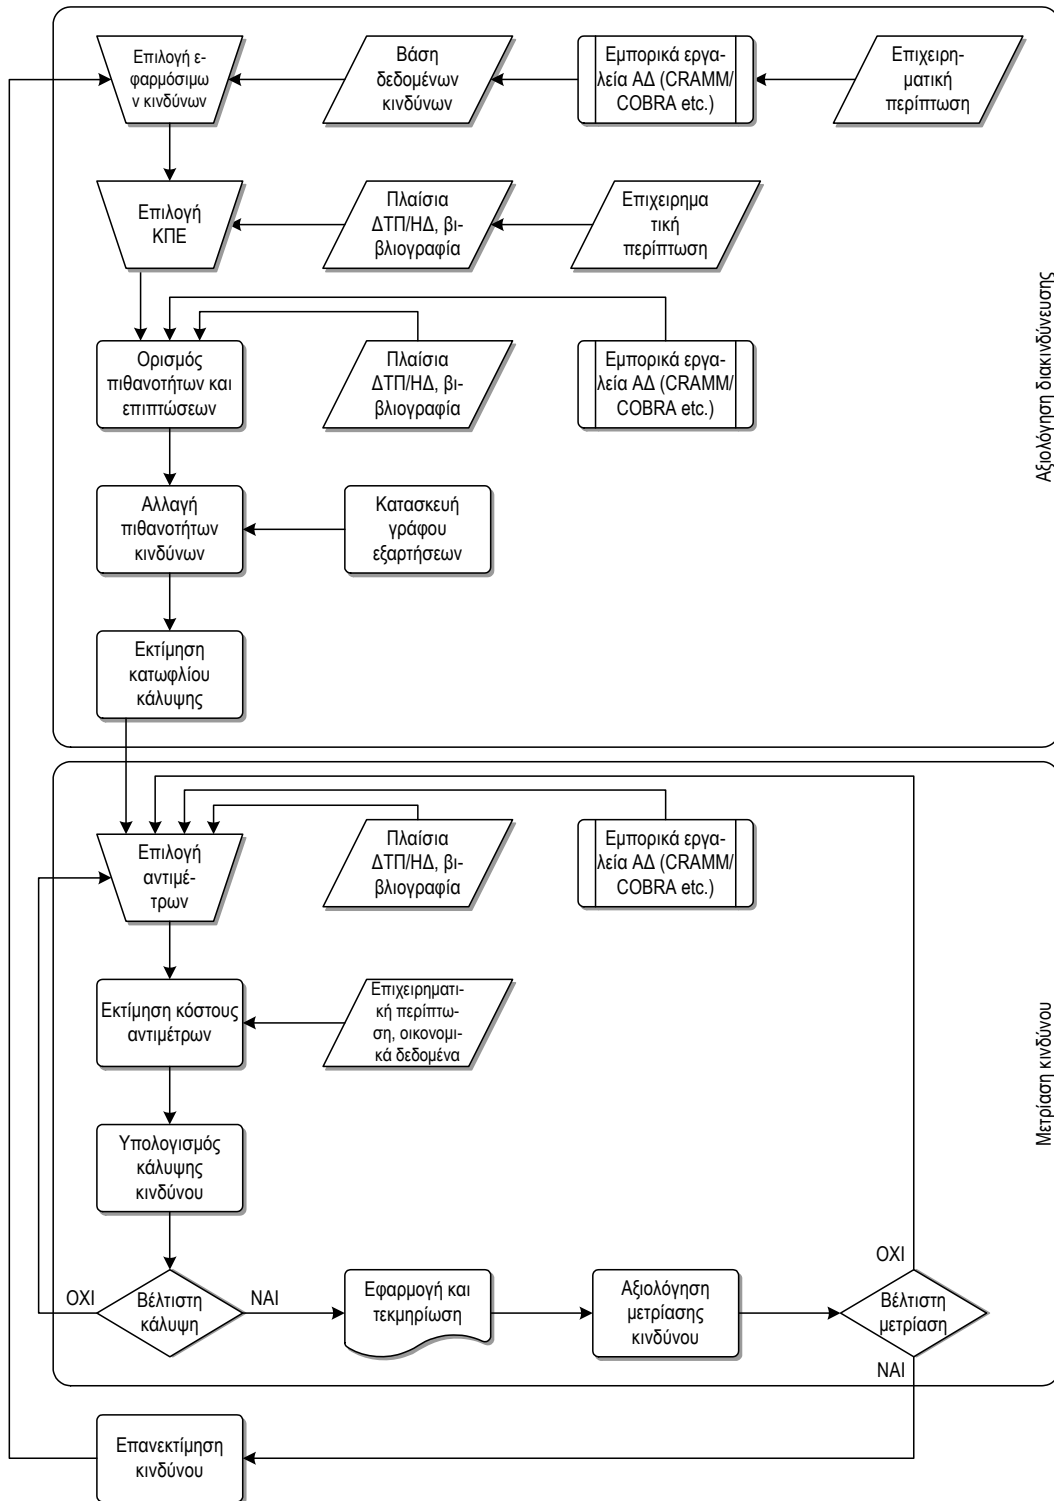 Επιλογή ε-
φαρμόσιμω
ν κινδύνων
Βάση
δεδομένων
κινδύνων
Εμπορικά εργα-
λεία ΑΔ (CRAMM/
COBRA etc.)
Επιχειρη-
ματική
περίπτωση
Επιλογή
ΚΠΕ
Πλαίσια
ΔΤΠ/ΗΔ, βι-
βλιογραφία
Επιχειρημα
τική
περίπτωση
Ορισμός
πιθανοτήτων και
επιπτώσεων
Πλαίσια
ΔΤΠ/ΗΔ, βι-
βλιογραφία
Εμπορικά εργα-
λεία ΑΔ (CRAMM/
COBRA etc.)
Αξιολόγηση διακινδύνευσης
Αλλαγή
πιθανοτήτων
κινδύνων
Κατασκευή
γράφου
εξαρτήσεων
Εκτίμηση
κατωφλίου
κάλυψης
Επιλογή
αντιμέ-
τρων
Πλαίσια
ΔΤΠ/ΗΔ, βι-
βλιογραφία
Εμπορικά εργα-
λεία ΑΔ (CRAMM/
COBRA etc.)
Εκτίμηση κόστους
αντιμέτρων
Επιχειρηματι-
κή περίπτω-
ση, οικονομι-
κά δεδομένα
Μετρίαση κινδύνου
Υπολογισμός
κάλυψης
κινδύνου
ΟΧΙ
Βέλτιστη
κάλυψη
ΝΑΙ
Εφαρμογή και
τεκμηρίωση
Αξιολόγηση
μετρίασης
κινδύνου
ΟΧΙ
Βέλτιστη
μετρίαση
ΝΑΙ
Επανεκτίμηση
κινδύνου